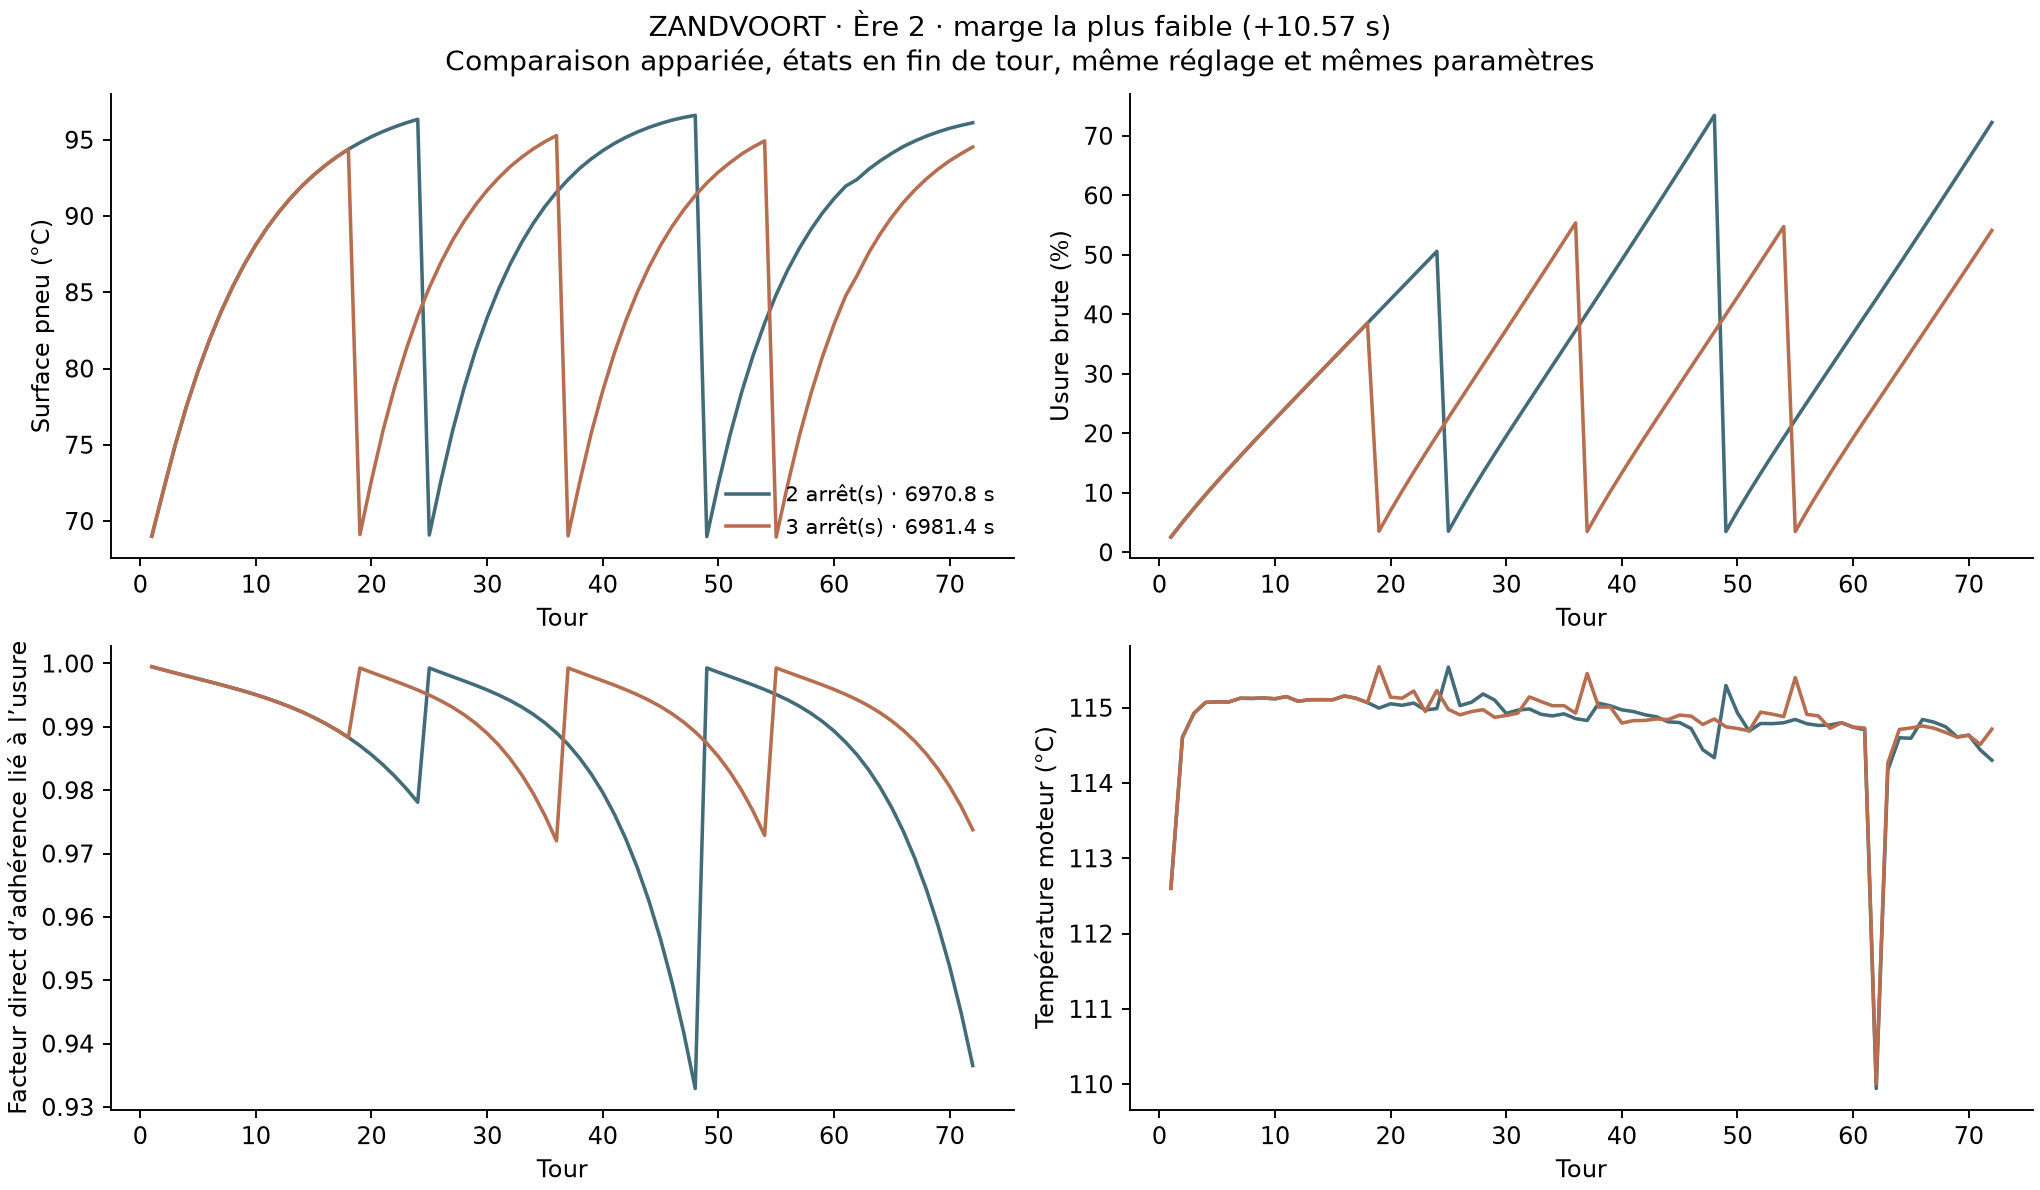 ZANDVOORT · Ère 2 · marge la plus faible (+10.57 s)
Comparaison appariée, états en fin de tour, même réglage et mêmes paramètres
Surface pneu (°C)
95
90
85
80
75
70
2 arrêt(s) · 6970.8 s
3 arrêt(s) · 6981.4 s
0 10 20 30 40 50 60 70
Tour
Usure brute (%)
70
60
50
40
30
20
10
0
0 10 20 30 40 50 60 70
Tour
Facteur direct d’adhérence lié à l’usure
1.00
0.99
0.98
0.97
0.96
0.95
0.94
0.93
0 10 20 30 40 50 60 70
Tour
Température moteur (°C)
115
114
113
112
111
110
0 10 20 30 40 50 60 70
Tour